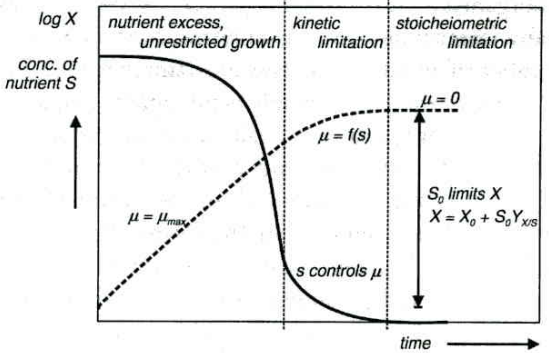 log X
conc. of
nutrient S
nutrient excess,
unrestricted growth
kinetic
limitation
stoicheiometric
limitation
μ = 0
μ = f(s)
μ = μmax
S0 limits X
X = X0 + S0YX/S
s controls μ
time